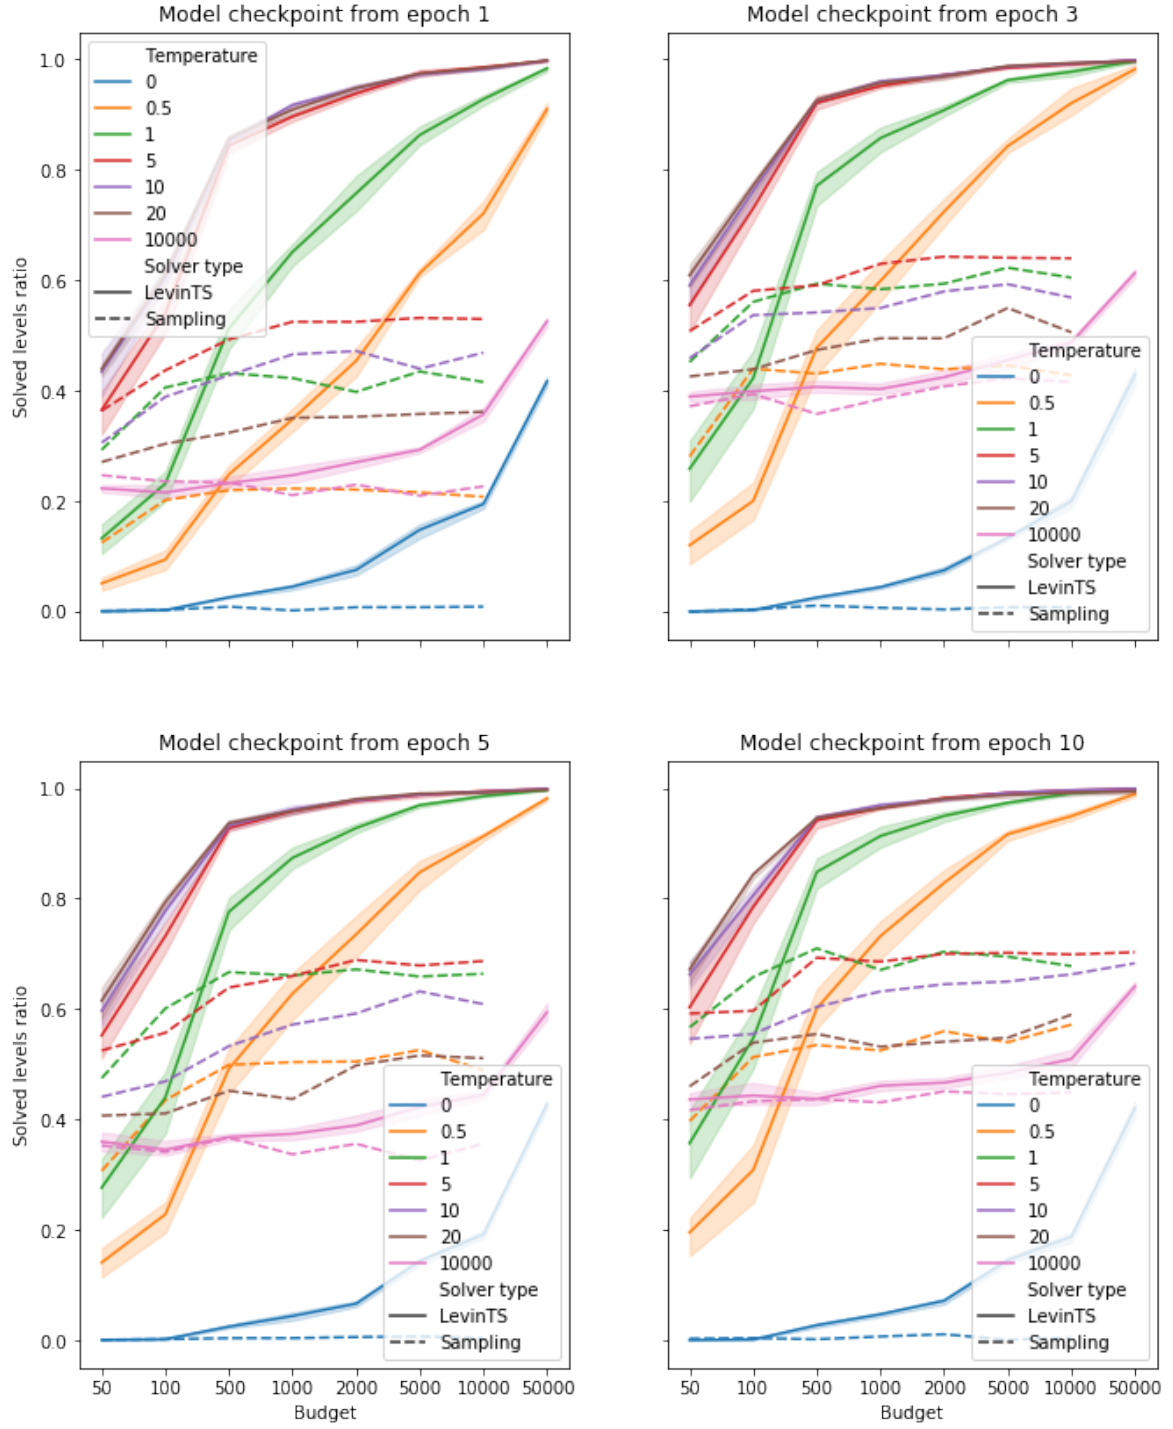 Model checkpoint from epoch 1
Solved levels ratio
1.0
0.8
0.6
0.4
0.2
0.0
Temperature
0
0.5
1
5
10
20
10000
Solver type
LevinTS
Sampling
Model checkpoint from epoch 3
Temperature
0
0.5
1
5
10
20
10000
Solver type
LevinTS
Sampling
Model checkpoint from epoch 5
Solved levels ratio
1.0
0.8
0.6
0.4
0.2
0.0
Temperature
0
0.5
1
5
10
20
10000
Solver type
LevinTS
Sampling
50 100 500 1000 2000 5000 10000 50000
Budget
Model checkpoint from epoch 10
Temperature
0
0.5
1
5
10
20
10000
Solver type
LevinTS
Sampling
50 100 500 1000 2000 5000 10000 50000
Budget